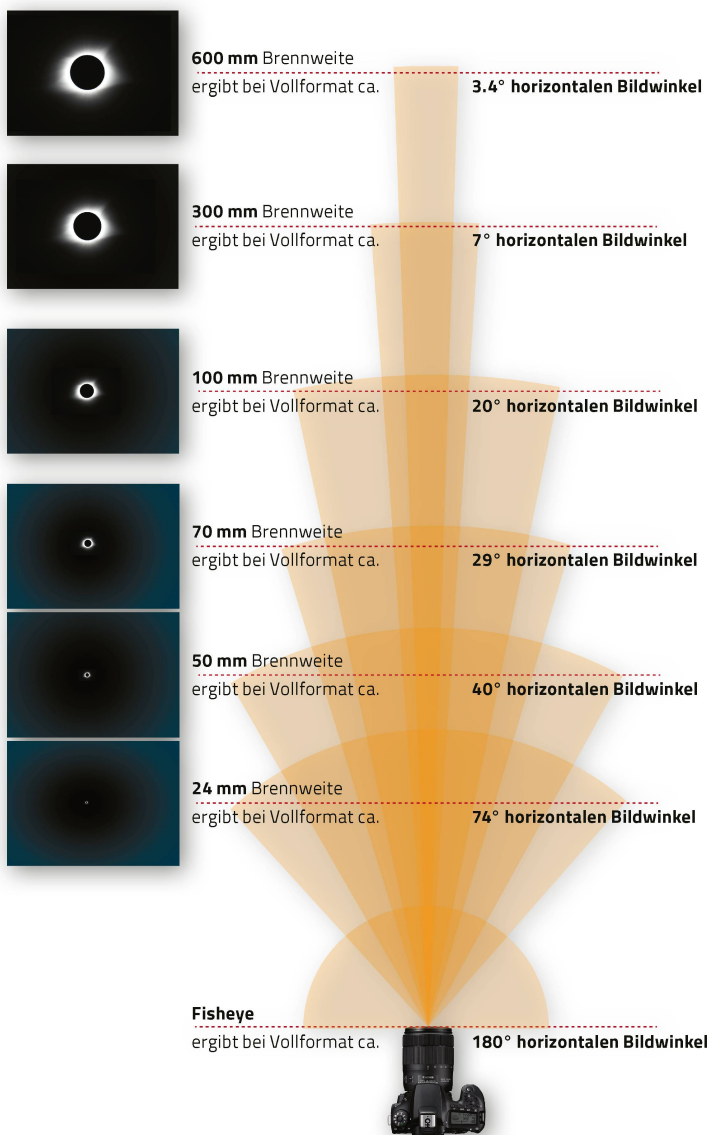 600 mm Brennweite
ergibt bei Vollformat ca. 3.4° horizontalen Bildwinkel
300 mm Brennweite
ergibt bei Vollformat ca. 7° horizontalen Bildwinkel
100 mm Brennweite
ergibt bei Vollformat ca. 20° horizontalen Bildwinkel
70 mm Brennweite
ergibt bei Vollformat ca. 29° horizontalen Bildwinkel
50 mm Brennweite
ergibt bei Vollformat ca. 40° horizontalen Bildwinkel
24 mm Brennweite
ergibt bei Vollformat ca. 74° horizontalen Bildwinkel
Fisheye
ergibt bei Vollformat ca. 180° horizontalen Bildwinkel